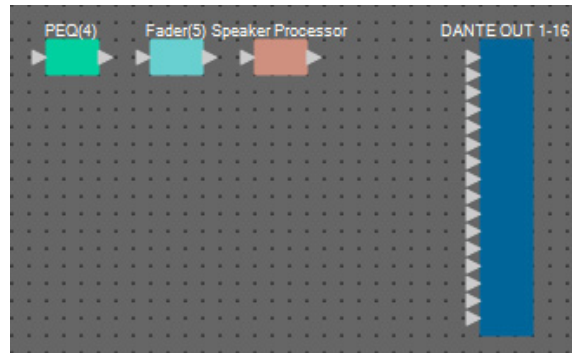 PEQ(4) Fader(5) Speaker Processor DANTE OUT 1-16